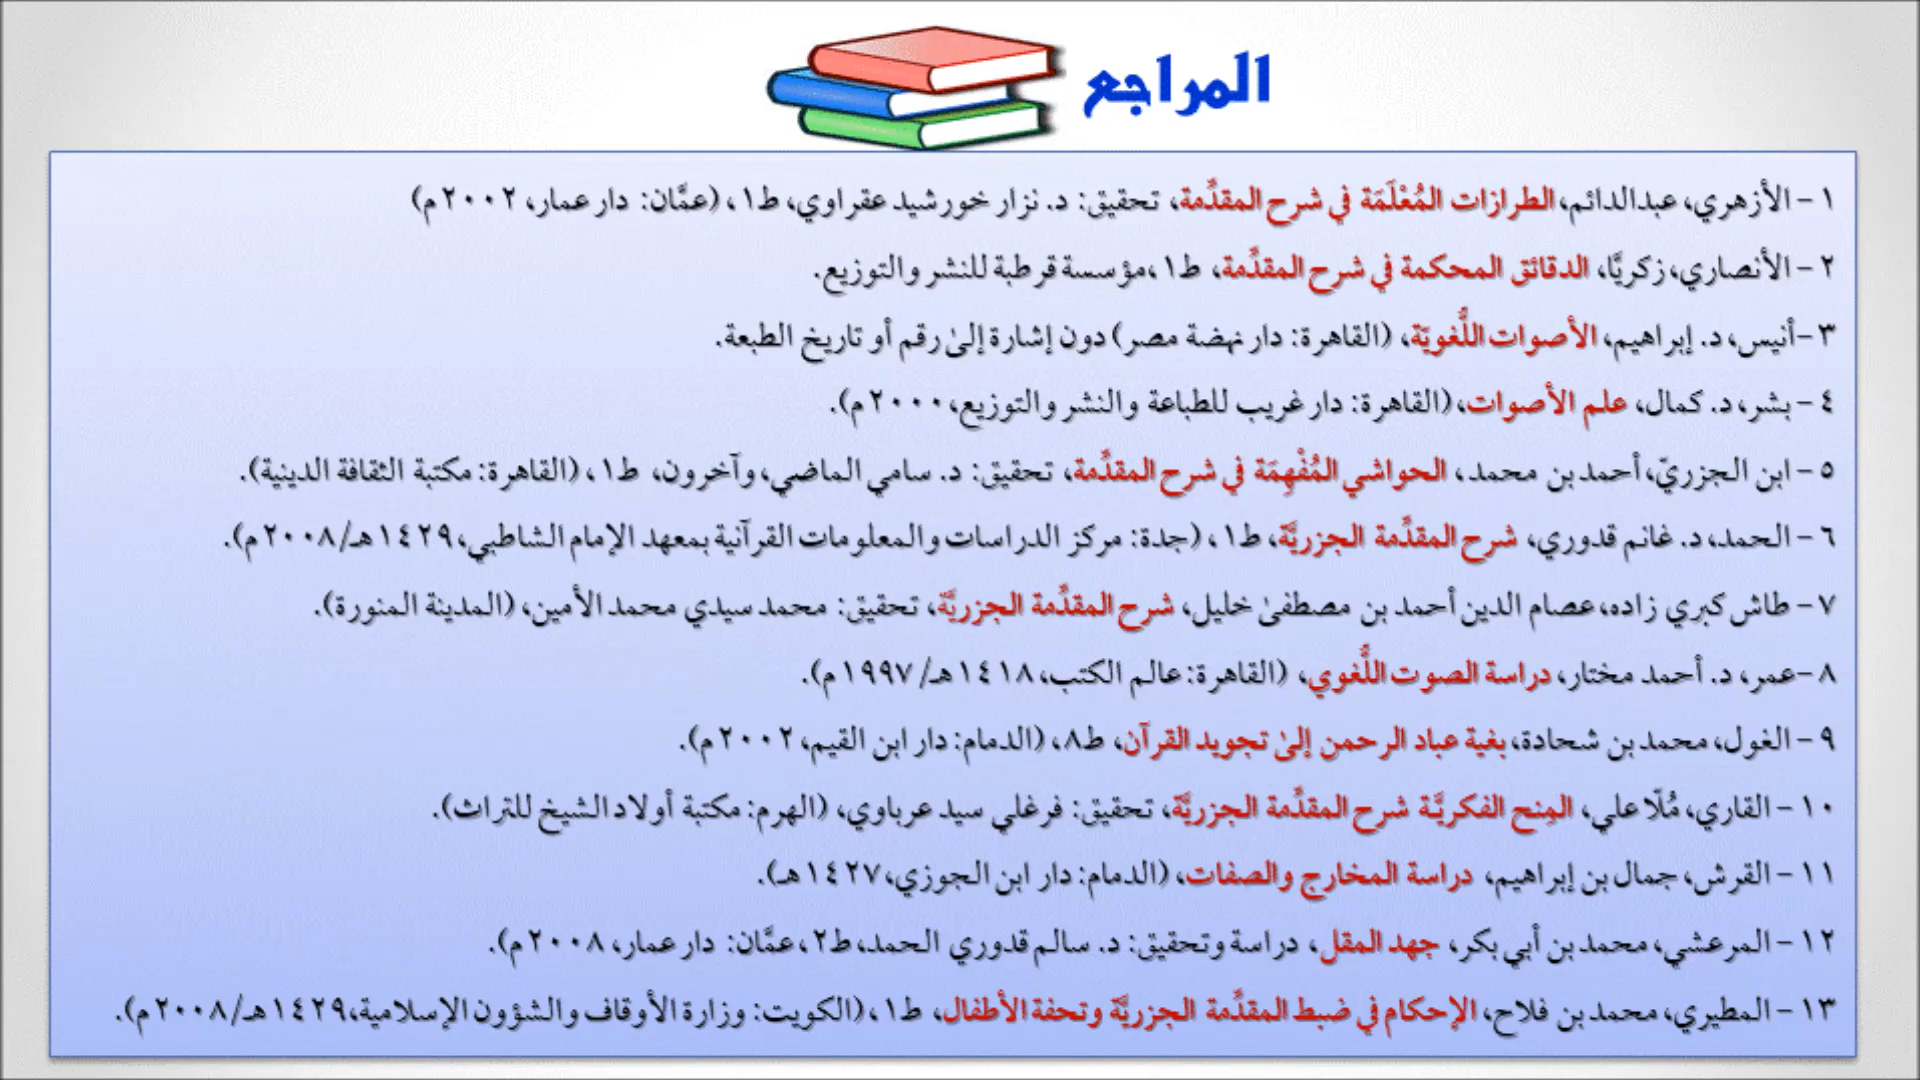 المراجع
١- الأزهري، عبدالدائم، الطرازات المُعْلَمَة في شرح المقدِّمة، تحقيق: د. نزار خورشيد عقراوي، ط١، (عمَّان: دار عمار، ٢٠٠٢م)
٢- الأنصاري، زكريَّا، الدقائق المحكمة في شرح المقدِّمة، ط١، مؤسسة قرطبة للنشر والتوزيع.
٣- أنيس، د. إبراهيم، الأصوات اللُّغويّة، (القاهرة: دار نهضة مصر) دون إشارة إلىٰ رقم أو تاريخ الطبعة.
٤- بشر، د. كمال، علم الأصوات، (القاهرة: دار غريب للطباعة والنشر والتوزيع، ٢٠٠٠م).
٥- ابن الجزريّ، أحمد بن محمد، الحواشي المُفْهِمَة في شرح المقدِّمة، تحقيق: د. سامي الماضي، وآخرون، ط١، (القاهرة: مكتبة الثقافة الدينية).
٦- الحمد، د. غانم قدوري، شرح المقدِّمة الجزريَّة، ط١، (جدة: مركز الدراسات والمعلومات القرآنية بمعهد الإمام الشاطبي، ١٤٢٩هـ/٢٠٠٨م).
٧- طاش كبري زاده، عصام الدين أحمد بن مصطفىٰ خليل، شرح المقدِّمة الجزريَّة، تحقيق: محمد سيدي محمد الأمين، (المدينة المنورة).
٨- عمر، د. أحمد مختار، دراسة الصوت اللُّغوي، (القاهرة: عالم الكتب، ١٤١٨هـ/١٩٩٧م).
٩- الغول، محمد بن شحادة، بغية عباد الرحمن إلىٰ تجويد القرآن، ط٨، (الدمام: دار ابن القيم، ٢٠٠٢م).
١٠- القاري، مُلّا علي، المِنح الفكريَّة شرح المقدِّمة الجزريَّة، تحقيق: فرغلي سيد عرباوي، (الهرم: مكتبة أولاد الشيخ للتراث).
١١- القرش، جمال بن إبراهيم، دراسة المخارج والصفات، (الدمام: دار ابن الجوزي، ١٤٢٧هـ).
١٢- المرعشي، محمد بن أبي بكر، جهد المقل، دراسة وتحقيق: د. سالم قدوري الحمد، ط٢، عمَّان: دار عمار، ٢٠٠٨م).
١٣- المطيري، محمد بن فلاح، الإحكام في ضبط المقدِّمة الجزريَّة وتحفة الأطفال، ط١، (الكويت: وزارة الأوقاف والشؤون الإسلامية، ١٤٢٩هـ/٢٠٠٨م).